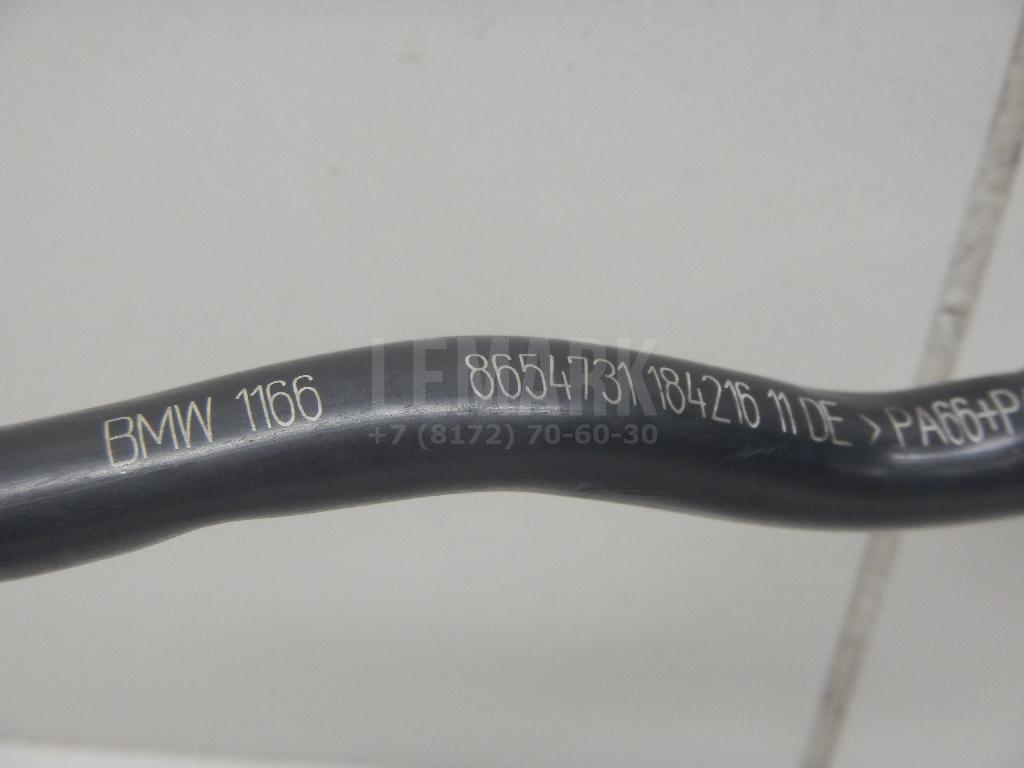 LEMARK
+7 (8172) 70-60-30
BMW 1166 8654731 184216 11 DE >PA66+P